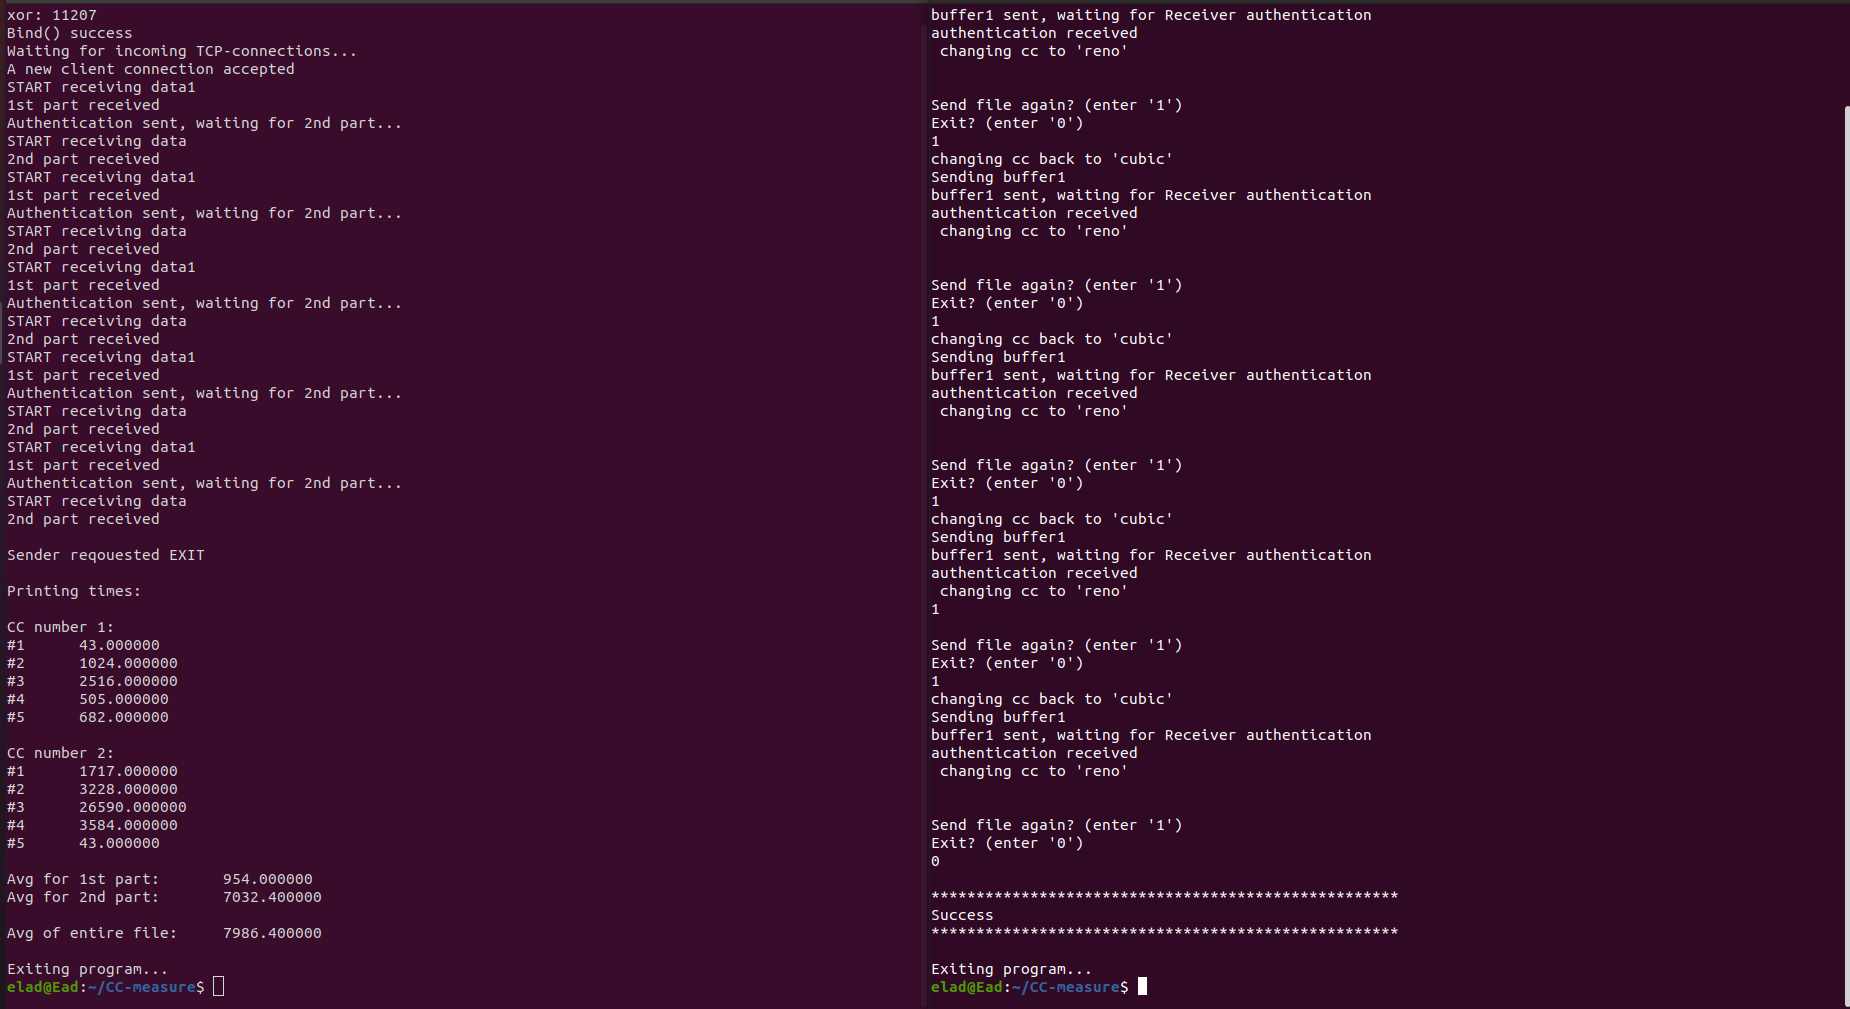 xor: 11207
Bind() success
Waiting for incoming TCP-connections...
A new client connection accepted
START receiving data1
1st part received
Authentication sent, waiting for 2nd part...
START receiving data
2nd part received
START receiving data1
1st part received
Authentication sent, waiting for 2nd part...
START receiving data
2nd part received
START receiving data1
1st part received
Authentication sent, waiting for 2nd part...
START receiving data
2nd part received
START receiving data1
1st part received
Authentication sent, waiting for 2nd part...
START receiving data
2nd part received
START receiving data1
1st part received
Authentication sent, waiting for 2nd part...
START receiving data
2nd part received
Sender reqouested EXIT
Printing times:
CC number 1:
#1 43.000000
#2 1024.000000
#3 2516.000000
#4 505.000000
#5 682.000000
CC number 2:
#1 1717.000000
#2 3228.000000
#3 26590.000000
#4 3584.000000
#5 43.000000
Avg for 1st part: 954.000000
Avg for 2nd part: 7032.400000
Avg of entire file: 7986.400000
Exiting program...
elad@Ead:~/CC-measure$
buffer1 sent, waiting for Receiver authentication
authentication received
changing cc to 'reno'
Send file again? (enter '1')
Exit? (enter '0')
1
changing cc back to 'cubic'
Sending buffer1
buffer1 sent, waiting for Receiver authentication
authentication received
changing cc to 'reno'
Send file again? (enter '1')
Exit? (enter '0')
1
changing cc back to 'cubic'
Sending buffer1
buffer1 sent, waiting for Receiver authentication
authentication received
changing cc to 'reno'
Send file again? (enter '1')
Exit? (enter '0')
1
changing cc back to 'cubic'
Sending buffer1
buffer1 sent, waiting for Receiver authentication
authentication received
changing cc to 'reno'
1
Send file again? (enter '1')
Exit? (enter '0')
1
changing cc back to 'cubic'
Sending buffer1
buffer1 sent, waiting for Receiver authentication
authentication received
changing cc to 'reno'
Send file again? (enter '1')
Exit? (enter '0')
0
****************************************************
Success
****************************************************
Exiting program...
elad@Ead:~/CC-measure$